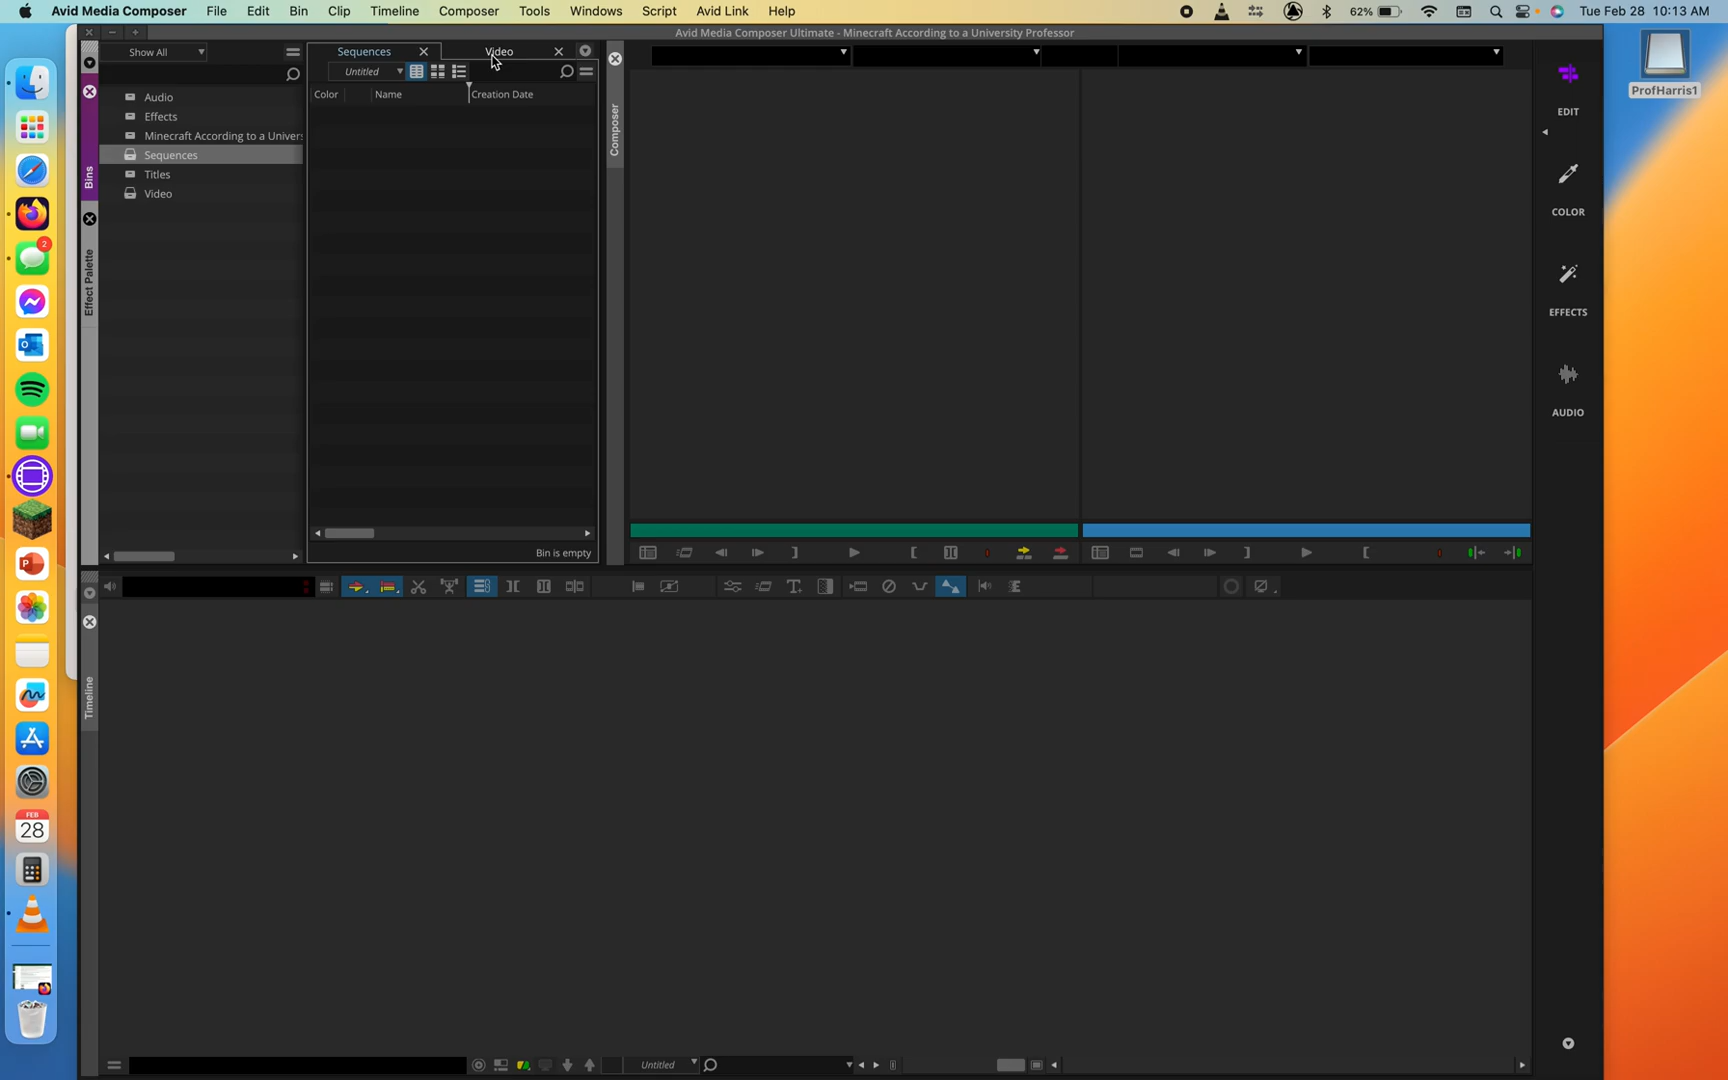 Avid Media Composer File Edit Bin Clip Timeline Composer Tools Windows Script Avid Link Help 62% Tue Feb 28 10:13 AM
Avid Media Composer Ultimate - Minecraft According to a University Professor
Show All
Sequences
Video
Untitled
Color Name Creation Date
Audio
Effects
Minecraft According to a Univers
Sequences
Titles
Video
Bins
Effect Palette
Bin is empty
Composer
EDIT
COLOR
EFFECTS
AUDIO
ProfHarris1
2
FEB
28
Timeline
Untitled